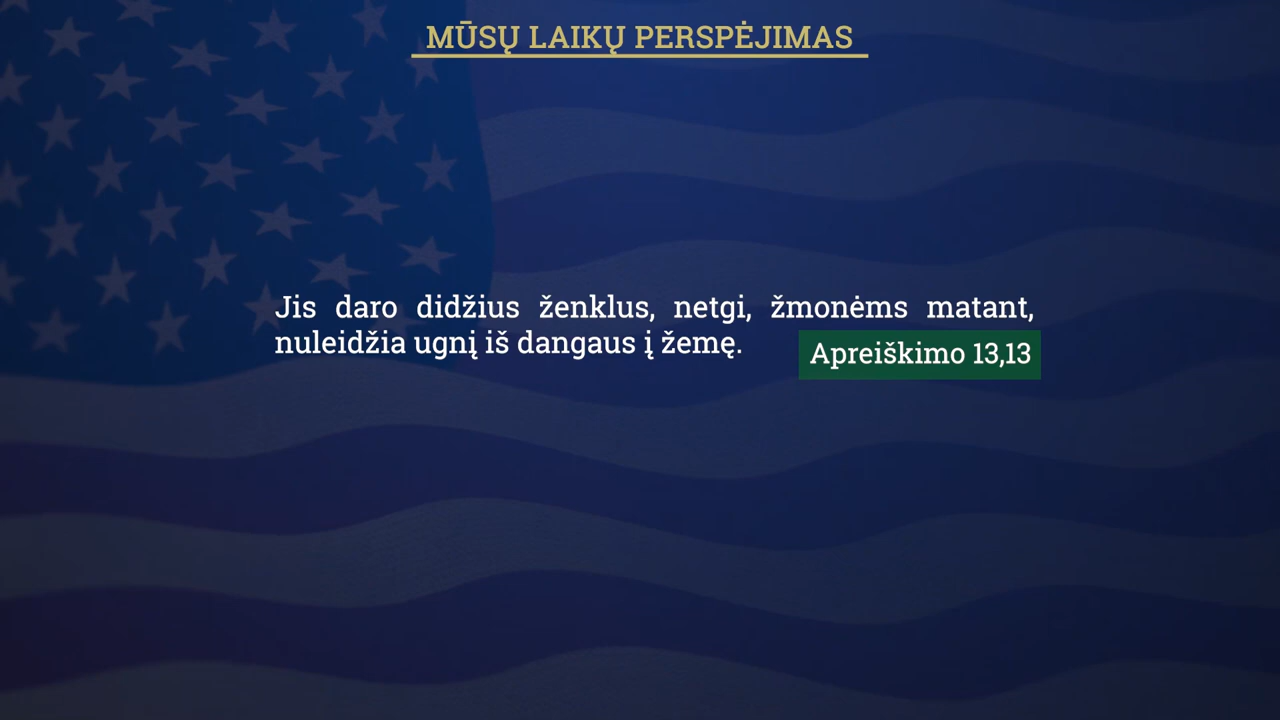 MŪSŲ LAIKŲ PERSPĖJIMAS
Jis daro didžius ženklus, netgi, žmonėms matant,
nuleidžia ugnį iš dangaus į žemę.
Apreiškimo 13,13